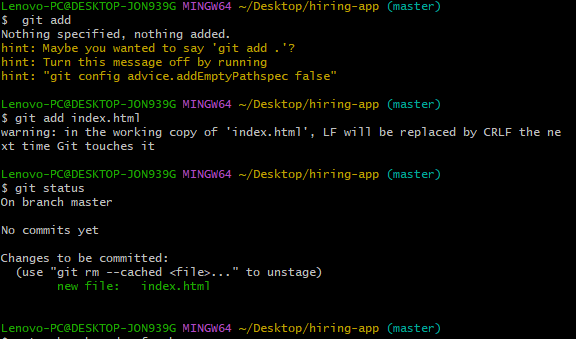 Lenovo-PC@DESKTOP-JON939G MINGW64 ~/Desktop/hiring-app (master)
$  git add
Nothing specified, nothing added.
hint: Maybe you wanted to say 'git add .'?
hint: Turn this message off by running
hint: "git config advice.addEmptyPathspec false"
Lenovo-PC@DESKTOP-JON939G MINGW64 ~/Desktop/hiring-app (master)
$ git add index.html
warning: in the working copy of 'index.html', LF will be replaced by CRLF the ne
xt time Git touches it
Lenovo-PC@DESKTOP-JON939G MINGW64 ~/Desktop/hiring-app (master)
$ git status
On branch master
No commits yet
Changes to be committed:
  (use "git rm --cached <file>..." to unstage)
        new file:   index.html
Lenovo-PC@DESKTOP-JON939G MINGW64 ~/Desktop/hiring-app (master)